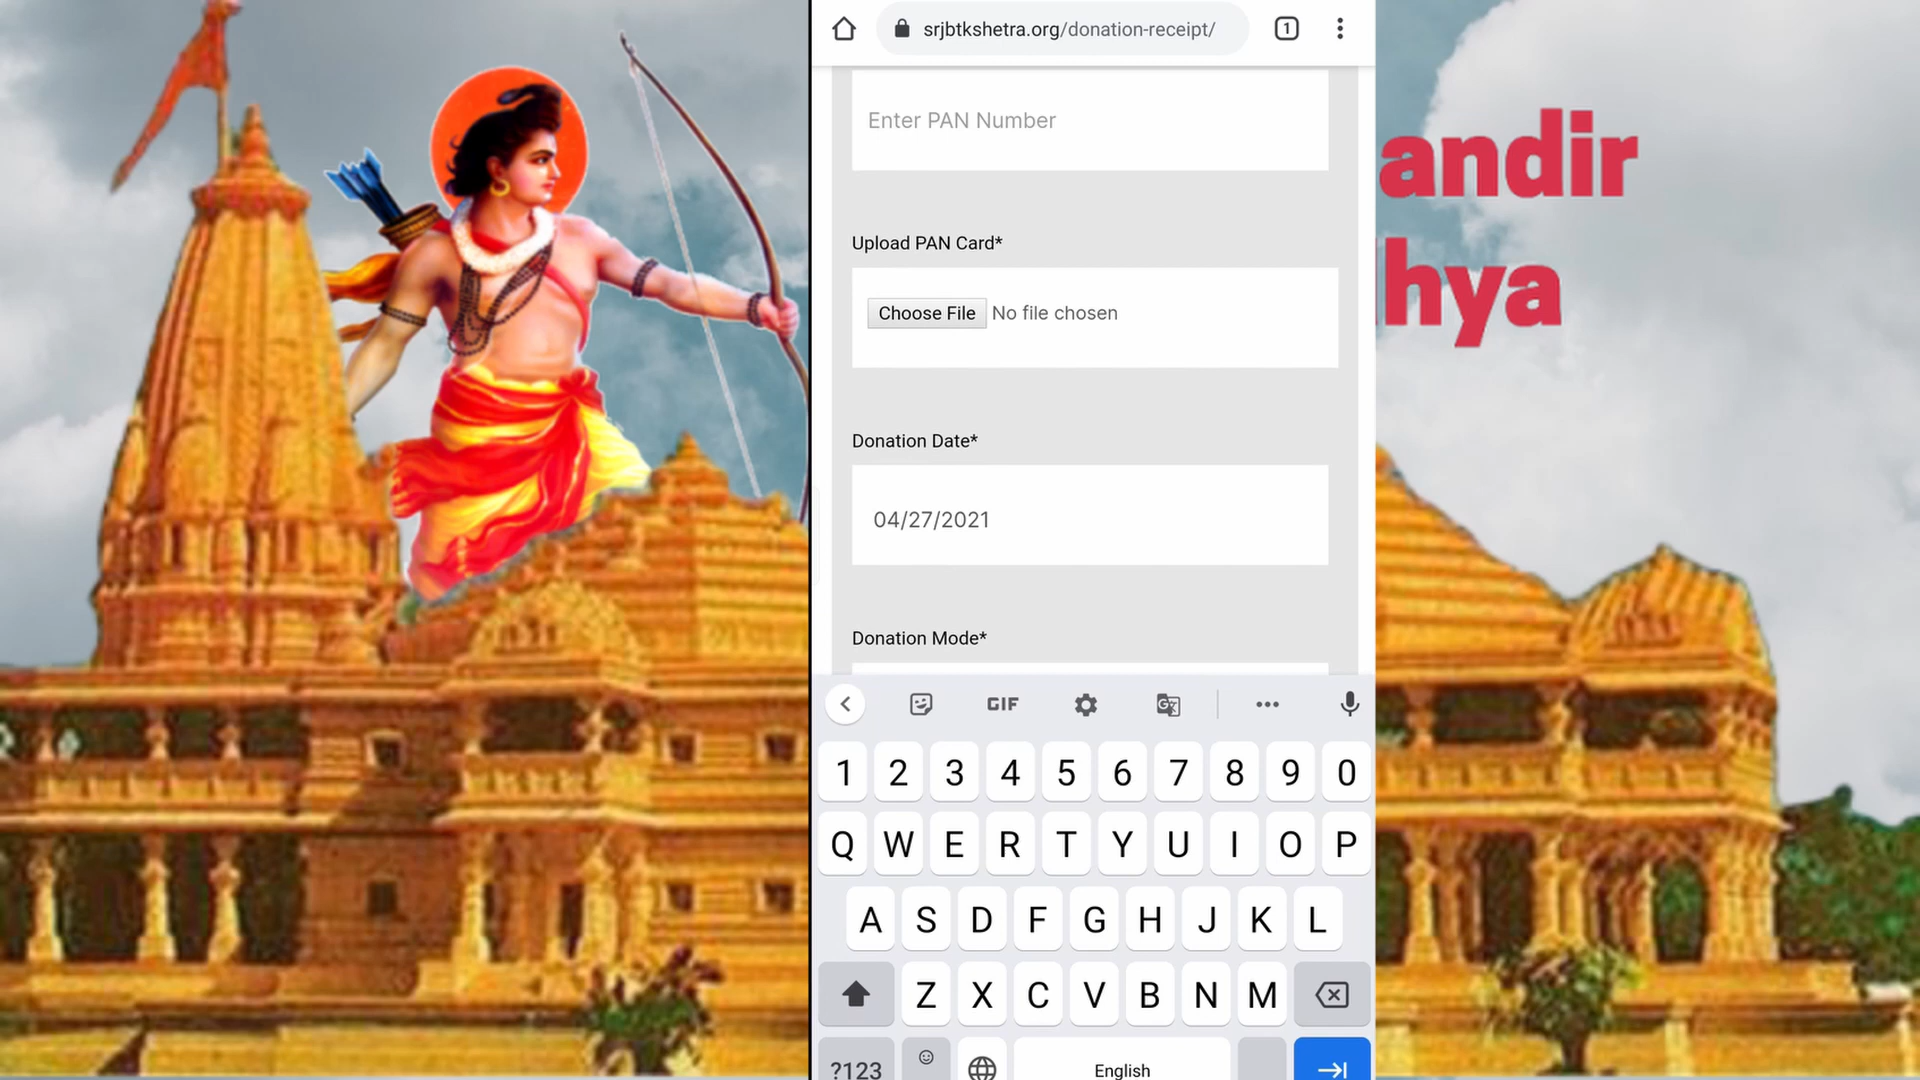 1
srjbtkshetra.org/donation-receipt/
Enter PAN Number
andir
Upload PAN Card*
hya
Choose File No file chosen
Donation Date*
04/27/2021
Donation Mode*
GIF
1 2 3 4 5 6 7 8 9 0
Q W E R T Y U I O P
A S D F G H J K L
Z X C V B N M
?123 English